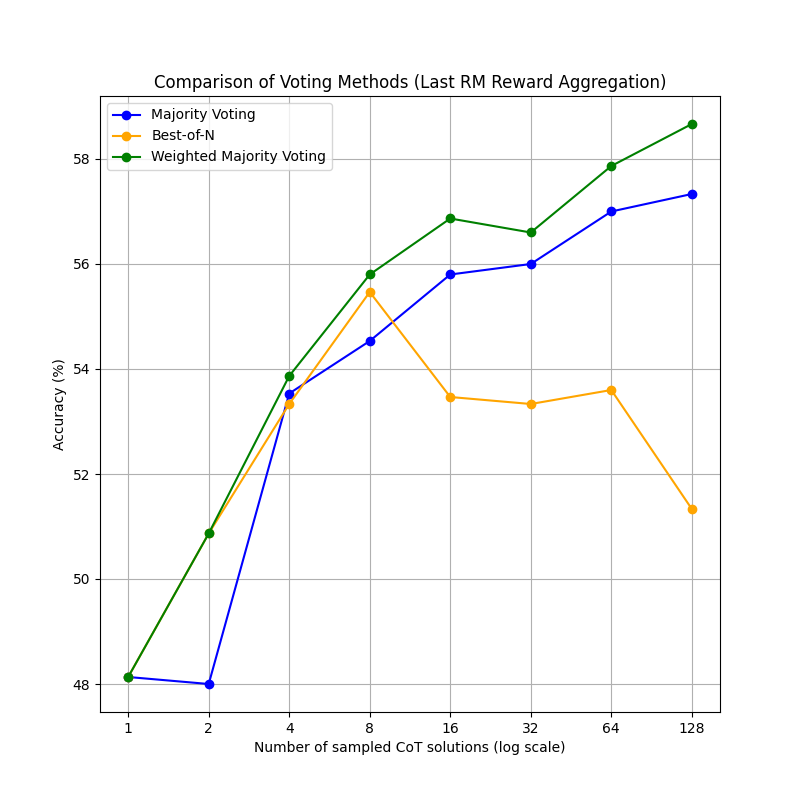 Comparison of Voting Methods (Last RM Reward Aggregation)
Majority Voting
Best-of-N
Weighted Majority Voting
58
56
54
52
50
48
Accuracy (%)
1 2 4 8 16 32 64 128
Number of sampled CoT solutions (log scale)